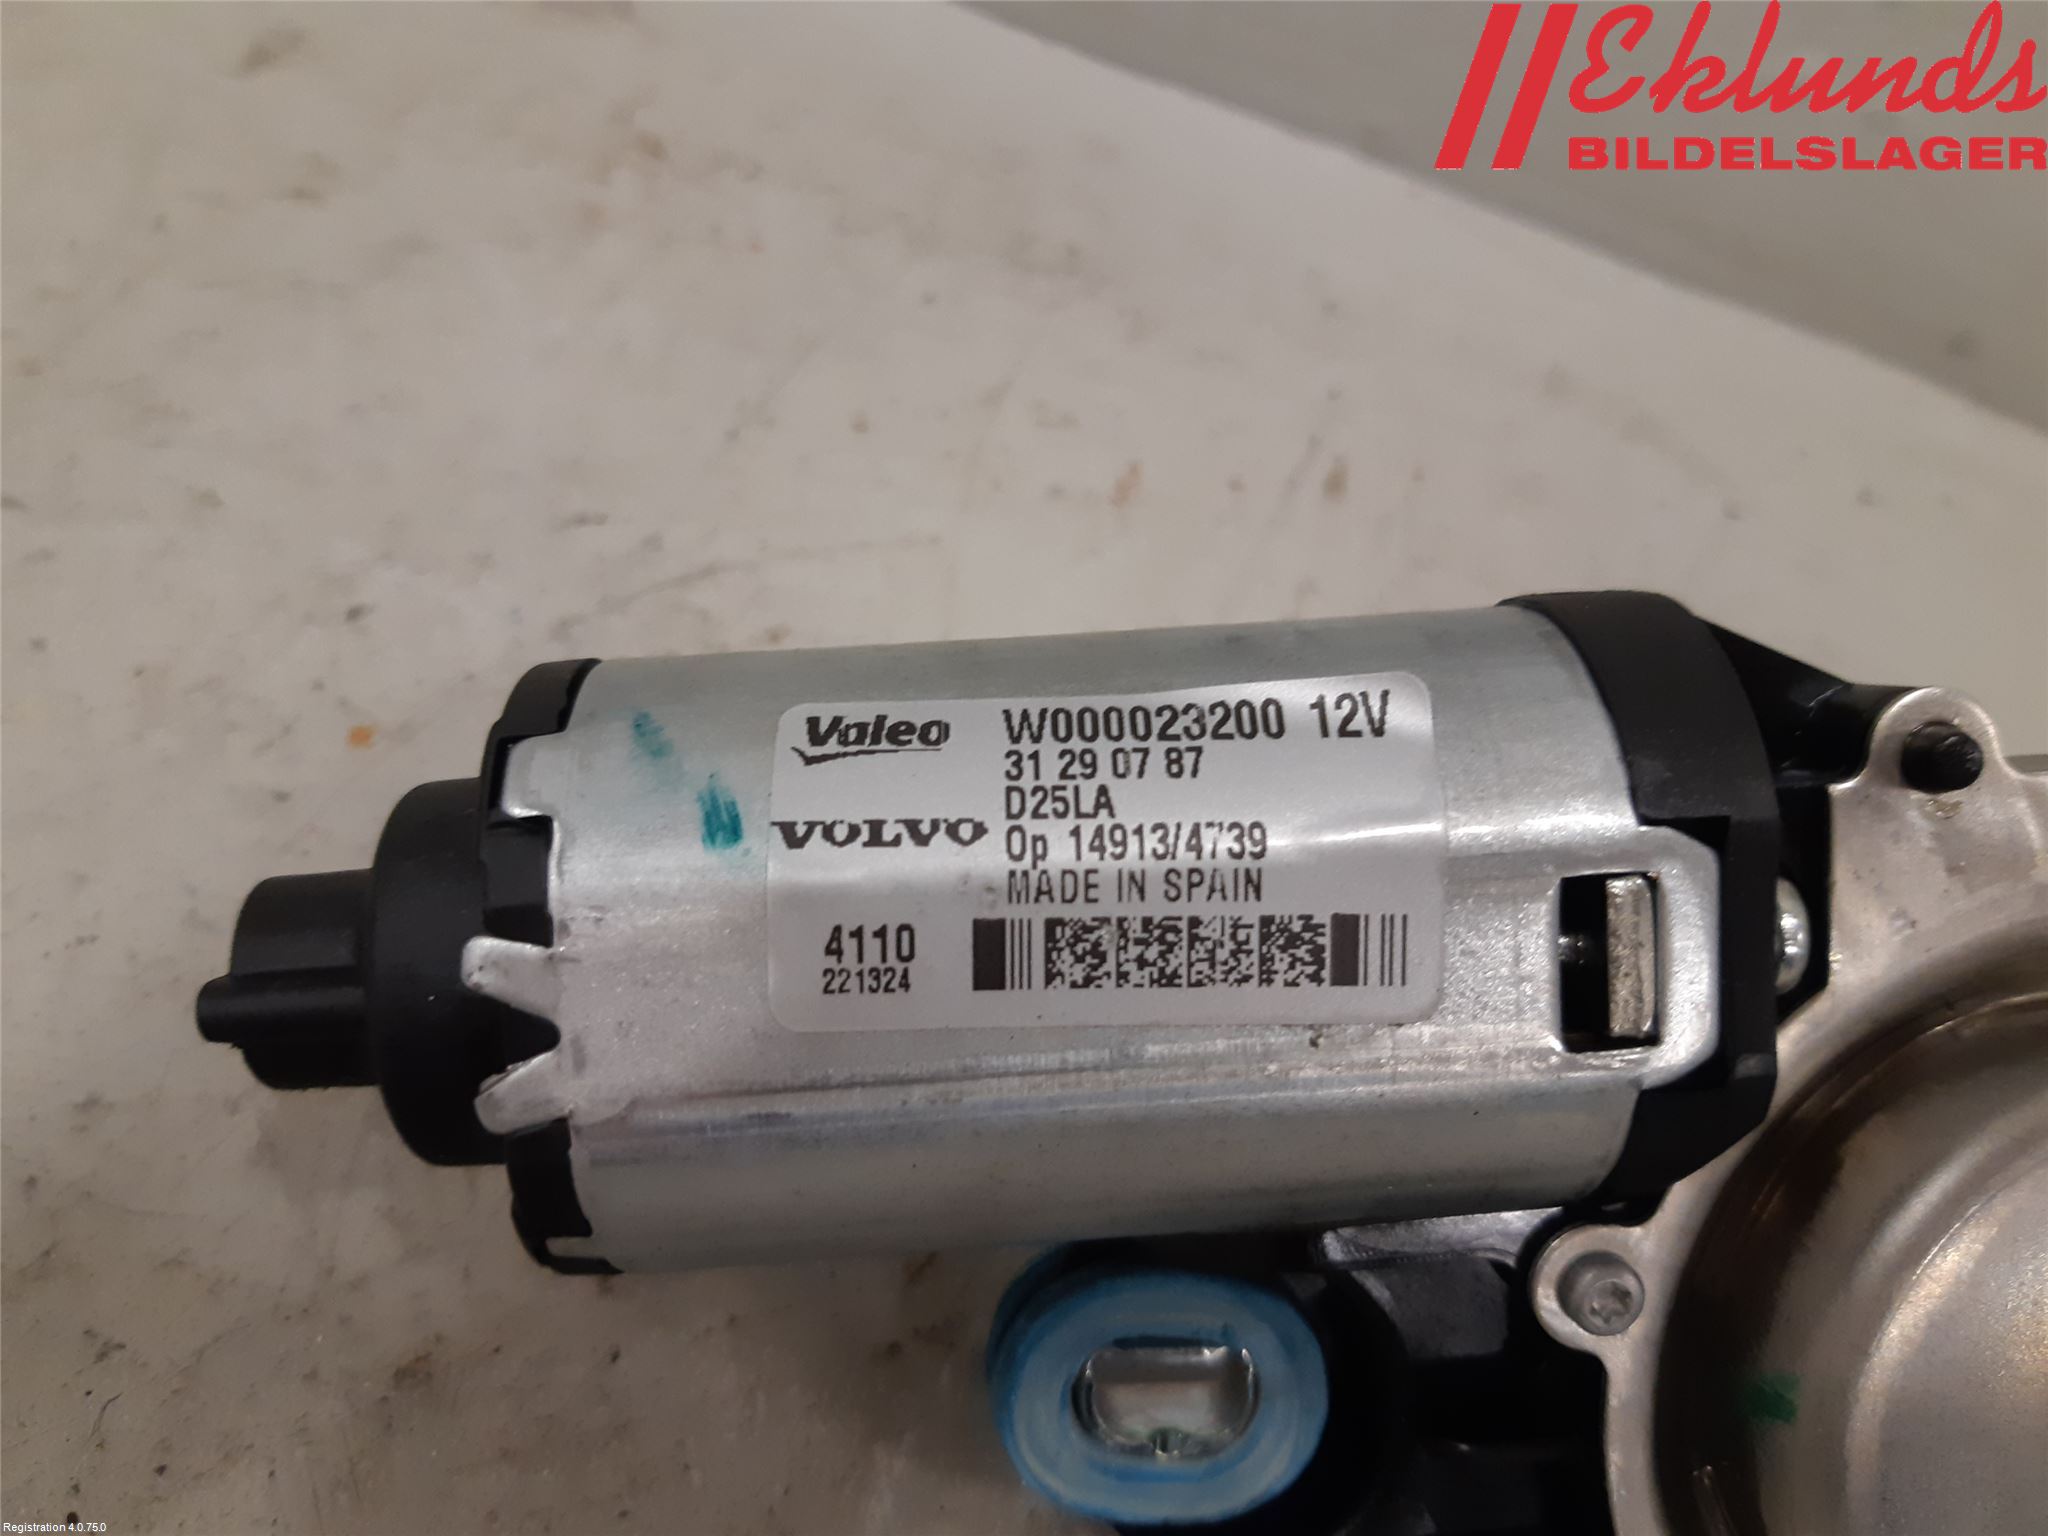 Eklunds
BILDELSLAGER
Valeo W000023200 12V
31 29 07 87
D25LA
VOLVO Op 14913/4739
MADE IN SPAIN
4110
221324
Registration 4.0.75.0